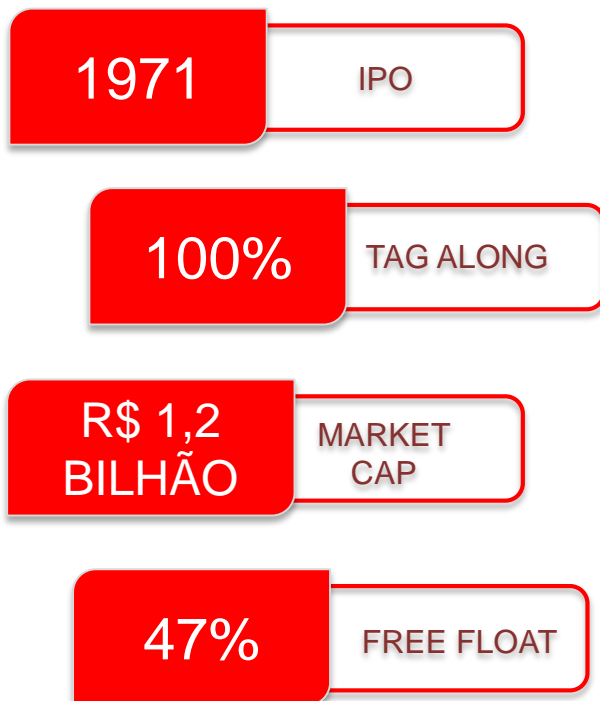 1971
IPO
100%
TAG ALONG
R$ 1,2
BILHÃO
MARKET
CAP
47%
FREE FLOAT